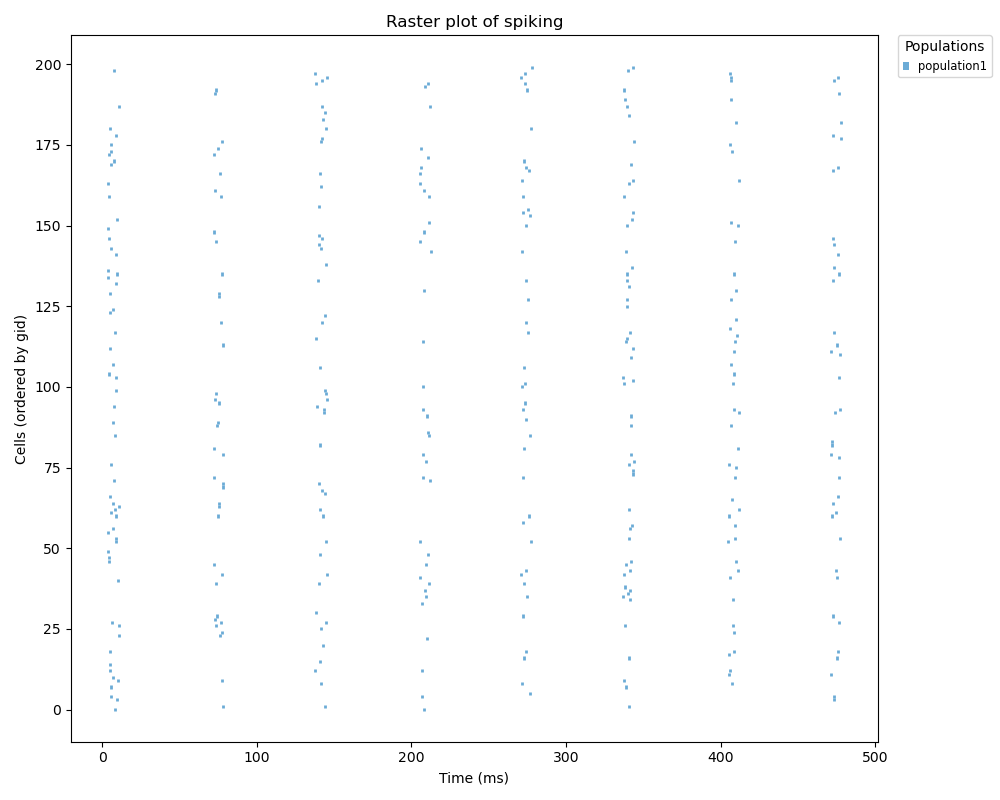 Raster plot of spiking
Populations
population1
Cells (ordered by gid)
200
175
150
125
100
75
50
25
0
0 100 200 300 400 500
Time (ms)